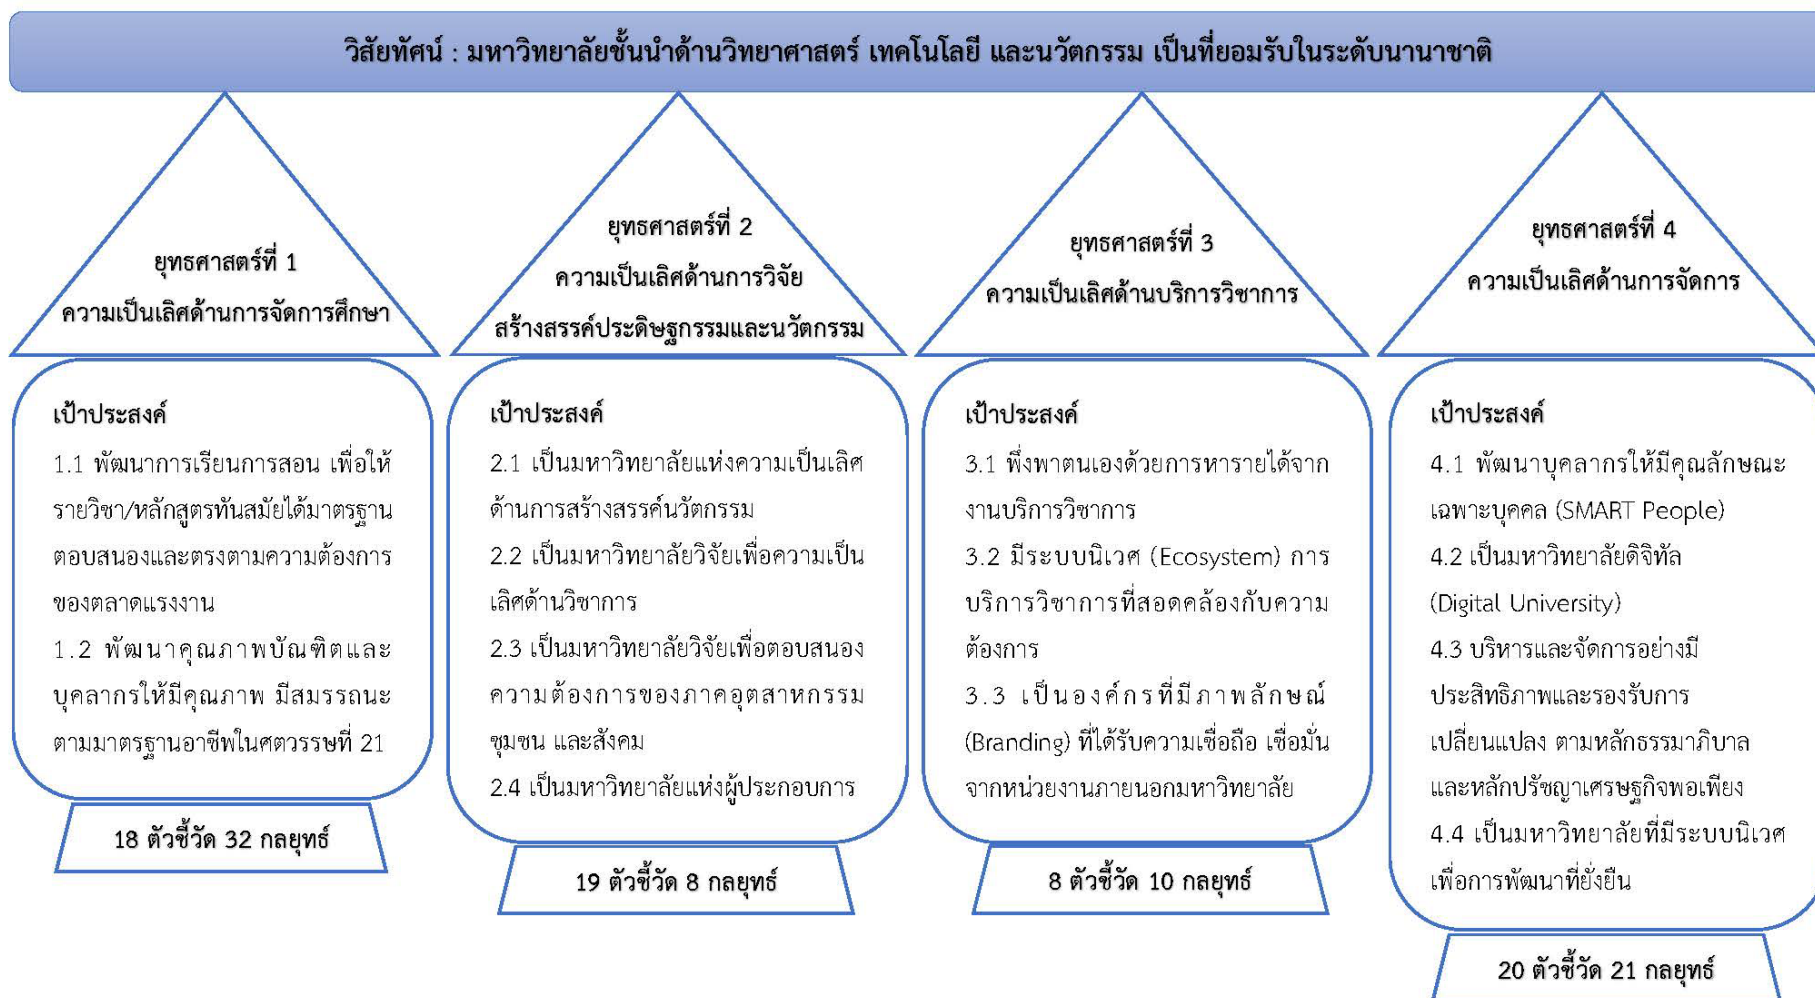 วิสัยทัศน์ : มหาวิทยาลัยชั้นนำด้านวิทยาศาสตร์ เทคโนโลยี และนวัตกรรม เป็นที่ยอมรับในระดับนานาชาติ
ยุทธศาสตร์ที่ 1
ความเป็นเลิศด้านการจัดการศึกษา
เป้าประสงค์
1.1 พัฒนาการเรียนการสอน เพื่อให้
รายวิชา/หลักสูตรทันสมัยได้มาตรฐาน
ตอบสนองและตรงตามความต้องการ
ของตลาดแรงงาน
1.2 พัฒนาคุณภาพบัณฑิตและ
บุคลากรให้มีคุณภาพ มีสมรรถนะ
ตามมาตรฐานอาชีพในศตวรรษที่ 21
18 ตัวชี้วัด 32 กลยุทธ์
ยุทธศาสตร์ที่ 2
ความเป็นเลิศด้านการวิจัย
สร้างสรรค์ประดิษฐกรรมและนวัตกรรม
เป้าประสงค์
2.1 เป็นมหาวิทยาลัยแห่งความเป็นเลิศ
ด้านการสร้างสรรค์นวัตกรรม
2.2 เป็นมหาวิทยาลัยวิจัยเพื่อความเป็น
เลิศด้านวิชาการ
2.3 เป็นมหาวิทยาลัยวิจัยเพื่อตอบสนอง
ความต้องการของภาคอุตสาหกรรม
ชุมชน และสังคม
2.4 เป็นมหาวิทยาลัยแห่งผู้ประกอบการ
19 ตัวชี้วัด 8 กลยุทธ์
ยุทธศาสตร์ที่ 3
ความเป็นเลิศด้านบริการวิชาการ
เป้าประสงค์
3.1 พึ่งพาตนเองด้วยการหารายได้จาก
งานบริการวิชาการ
3.2 มีระบบนิเวศ (Ecosystem) การ
บริการวิชาการที่สอดคล้องกับความ
ต้องการ
3.3 เป็นองค์กรที่มีภาพลักษณ์
(Branding) ที่ได้รับความเชื่อถือ เชื่อมั่น
จากหน่วยงานภายนอกมหาวิทยาลัย
8 ตัวชี้วัด 10 กลยุทธ์
ยุทธศาสตร์ที่ 4
ความเป็นเลิศด้านการจัดการ
เป้าประสงค์
4.1 พัฒนาบุคลากรให้มีคุณลักษณะ
เฉพาะบุคคล (SMART People)
4.2 เป็นมหาวิทยาลัยดิจิทัล
(Digital University)
4.3 บริหารและจัดการอย่างมี
ประสิทธิภาพและรองรับการ
เปลี่ยนแปลง ตามหลักธรรมาภิบาล
และหลักปรัชญาเศรษฐกิจพอเพียง
4.4 เป็นมหาวิทยาลัยที่มีระบบนิเวศ
เพื่อการพัฒนาที่ยั่งยืน
20 ตัวชี้วัด 21 กลยุทธ์